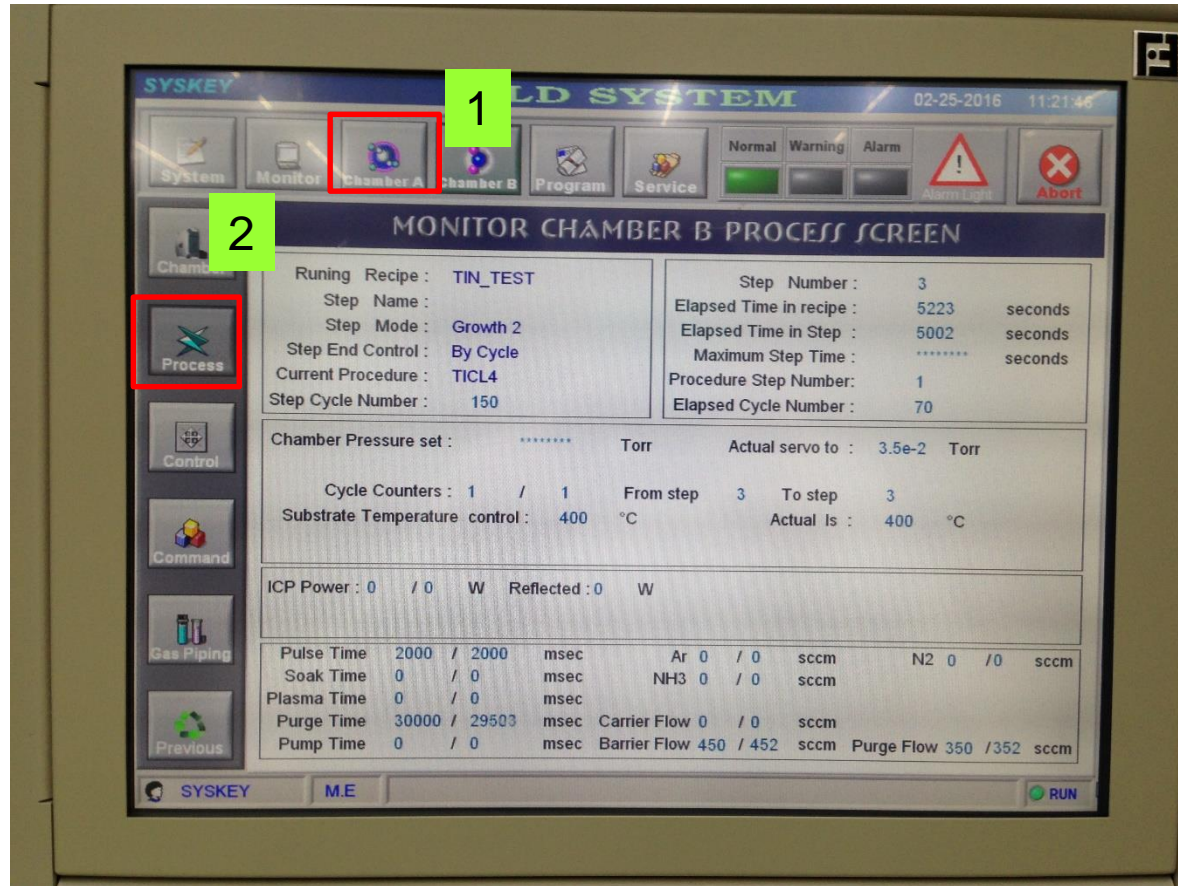 SYSKEY LD SYSTEM 02-25-2016 11:21:46
1
System Monitor Chamber A Chamber B Program Service Normal Warning Alarm Alarm Light Abort
2
MONITOR CHAMBER B PROCESS SCREEN
Chamber
Process
Control
Command
Gas Piping
Previous
Runing Recipe : TIN_TEST
Step Name :
Step Mode : Growth 2
Step End Control : By Cycle
Current Procedure : TICL4
Step Cycle Number : 150
Step Number : 3
Elapsed Time in recipe : 5223 seconds
Elapsed Time in Step : 5002 seconds
Maximum Step Time : ******** seconds
Procedure Step Number: 1
Elapsed Cycle Number : 70
Chamber Pressure set : ******** Torr Actual servo to : 3.5e-2 Torr
Cycle Counters : 1 / 1 From step 3 To step 3
Substrate Temperature control : 400 °C Actual Is : 400 °C
ICP Power : 0 / 0 W Reflected : 0 W
Pulse Time 2000 / 2000 msec Ar 0 / 0 sccm N2 0 / 0 sccm
Soak Time 0 / 0 msec NH3 0 / 0 sccm
Plasma Time 0 / 0 msec
Purge Time 30000 / 29503 msec Carrier Flow 0 / 0 sccm
Pump Time 0 / 0 msec Barrier Flow 450 / 452 sccm Purge Flow 350 / 352 sccm
SYSKEY M.E RUN